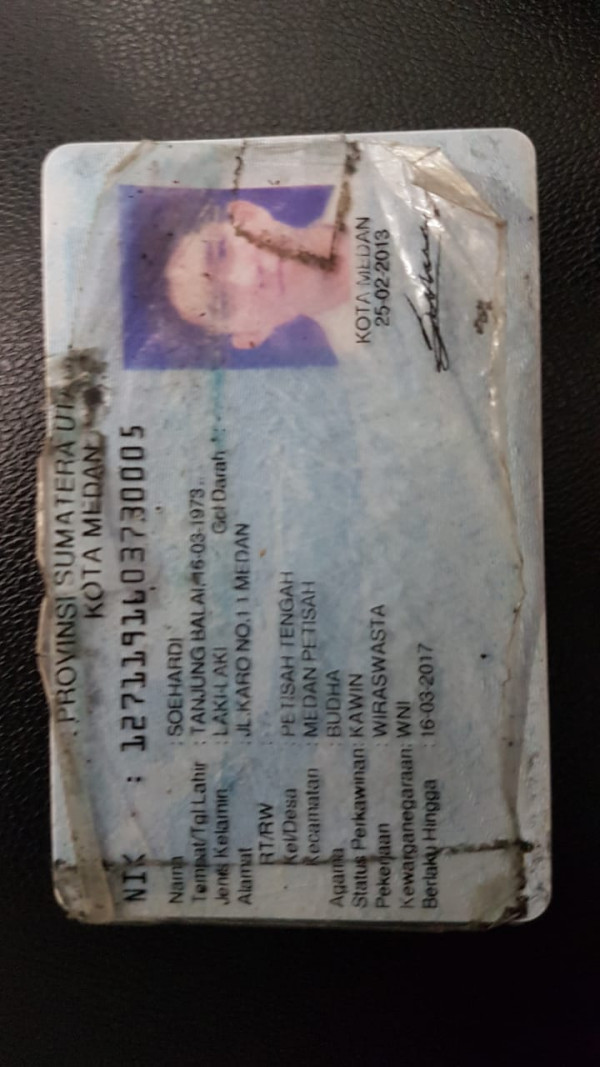 PROVINSI SUMATERA UTA
KOTA MEDAN
NIK : 1271191603730005
Nama : SOEHARDI
Tempat/Tgl Lahir : TANJUNG BALAI, 16-03-1973
Jenis Kelamin : LAKI-LAKI Gol Darah :
Alamat : JL.KARO NO.11 MEDAN
RT/RW :
Kel/Desa : PETISAH TENGAH
Kecamatan : MEDAN PETISAH
Agama : BUDHA
Status Perkawinan: KAWIN
Pekerjaan : WIRASWASTA
Kewarganegaraan: WNI
Berlaku Hingga : 16-03-2017
KOTA MEDAN
25-02-2013